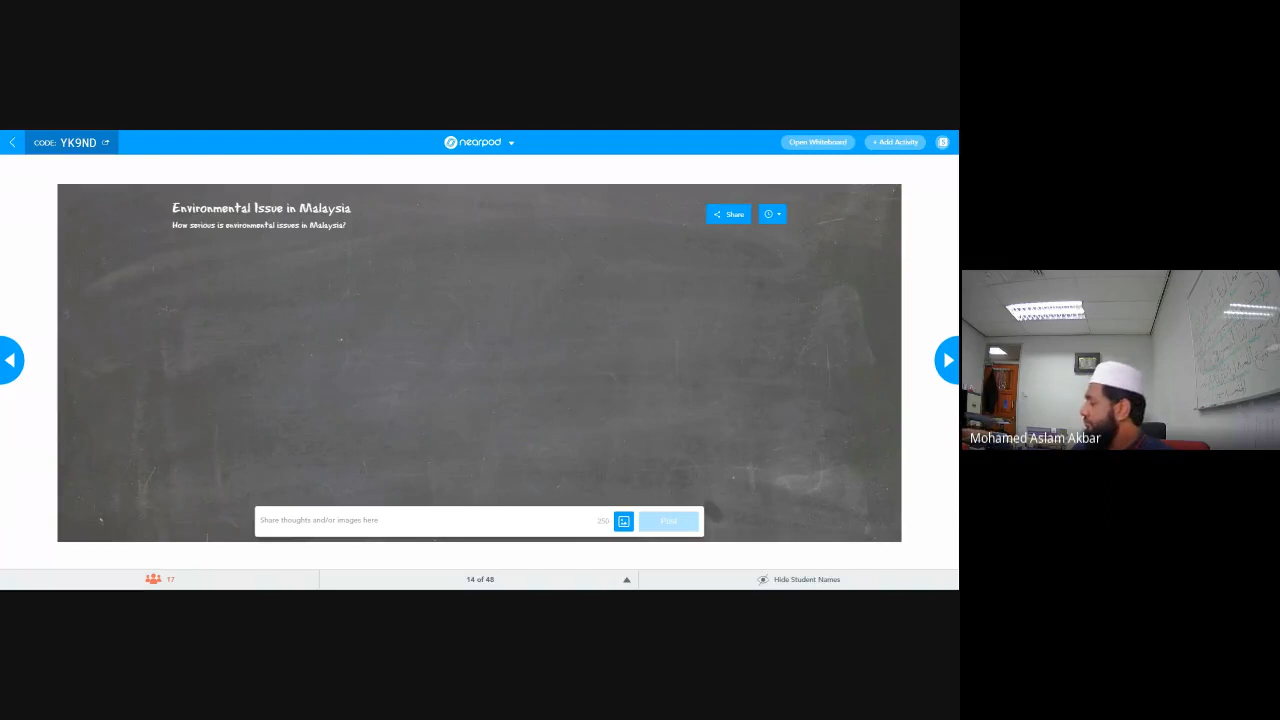 CODE: YK9ND
nearpod
Open Whiteboard
+ Add Activity
Environmental Issue in Malaysia
How serious is environmental issues in Malaysia?
Share
Share thoughts and/or images here
250
Post
17
14 of 48
Hide Student Names
Mohamed Aslam Akbar